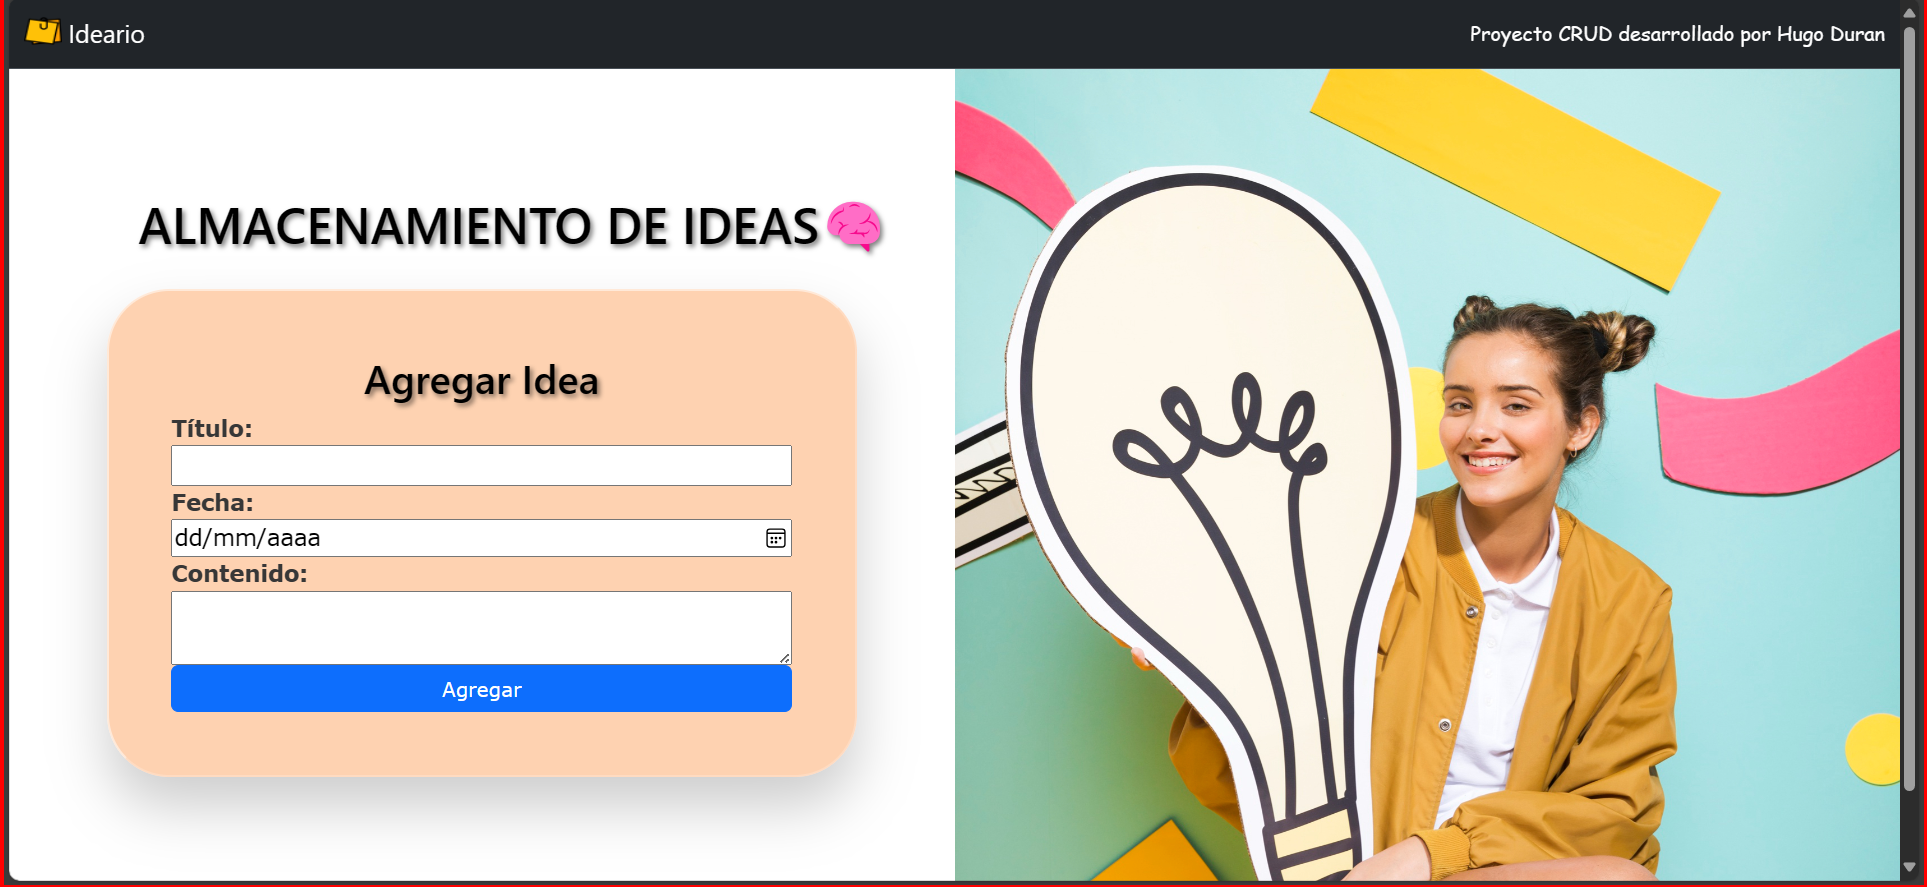 Ideario
Proyecto CRUD desarrollado por Hugo Duran
ALMACENAMIENTO DE IDEAS🧠
Agregar Idea
Título:
Fecha:
dd/mm/aaaa
Contenido:
Agregar